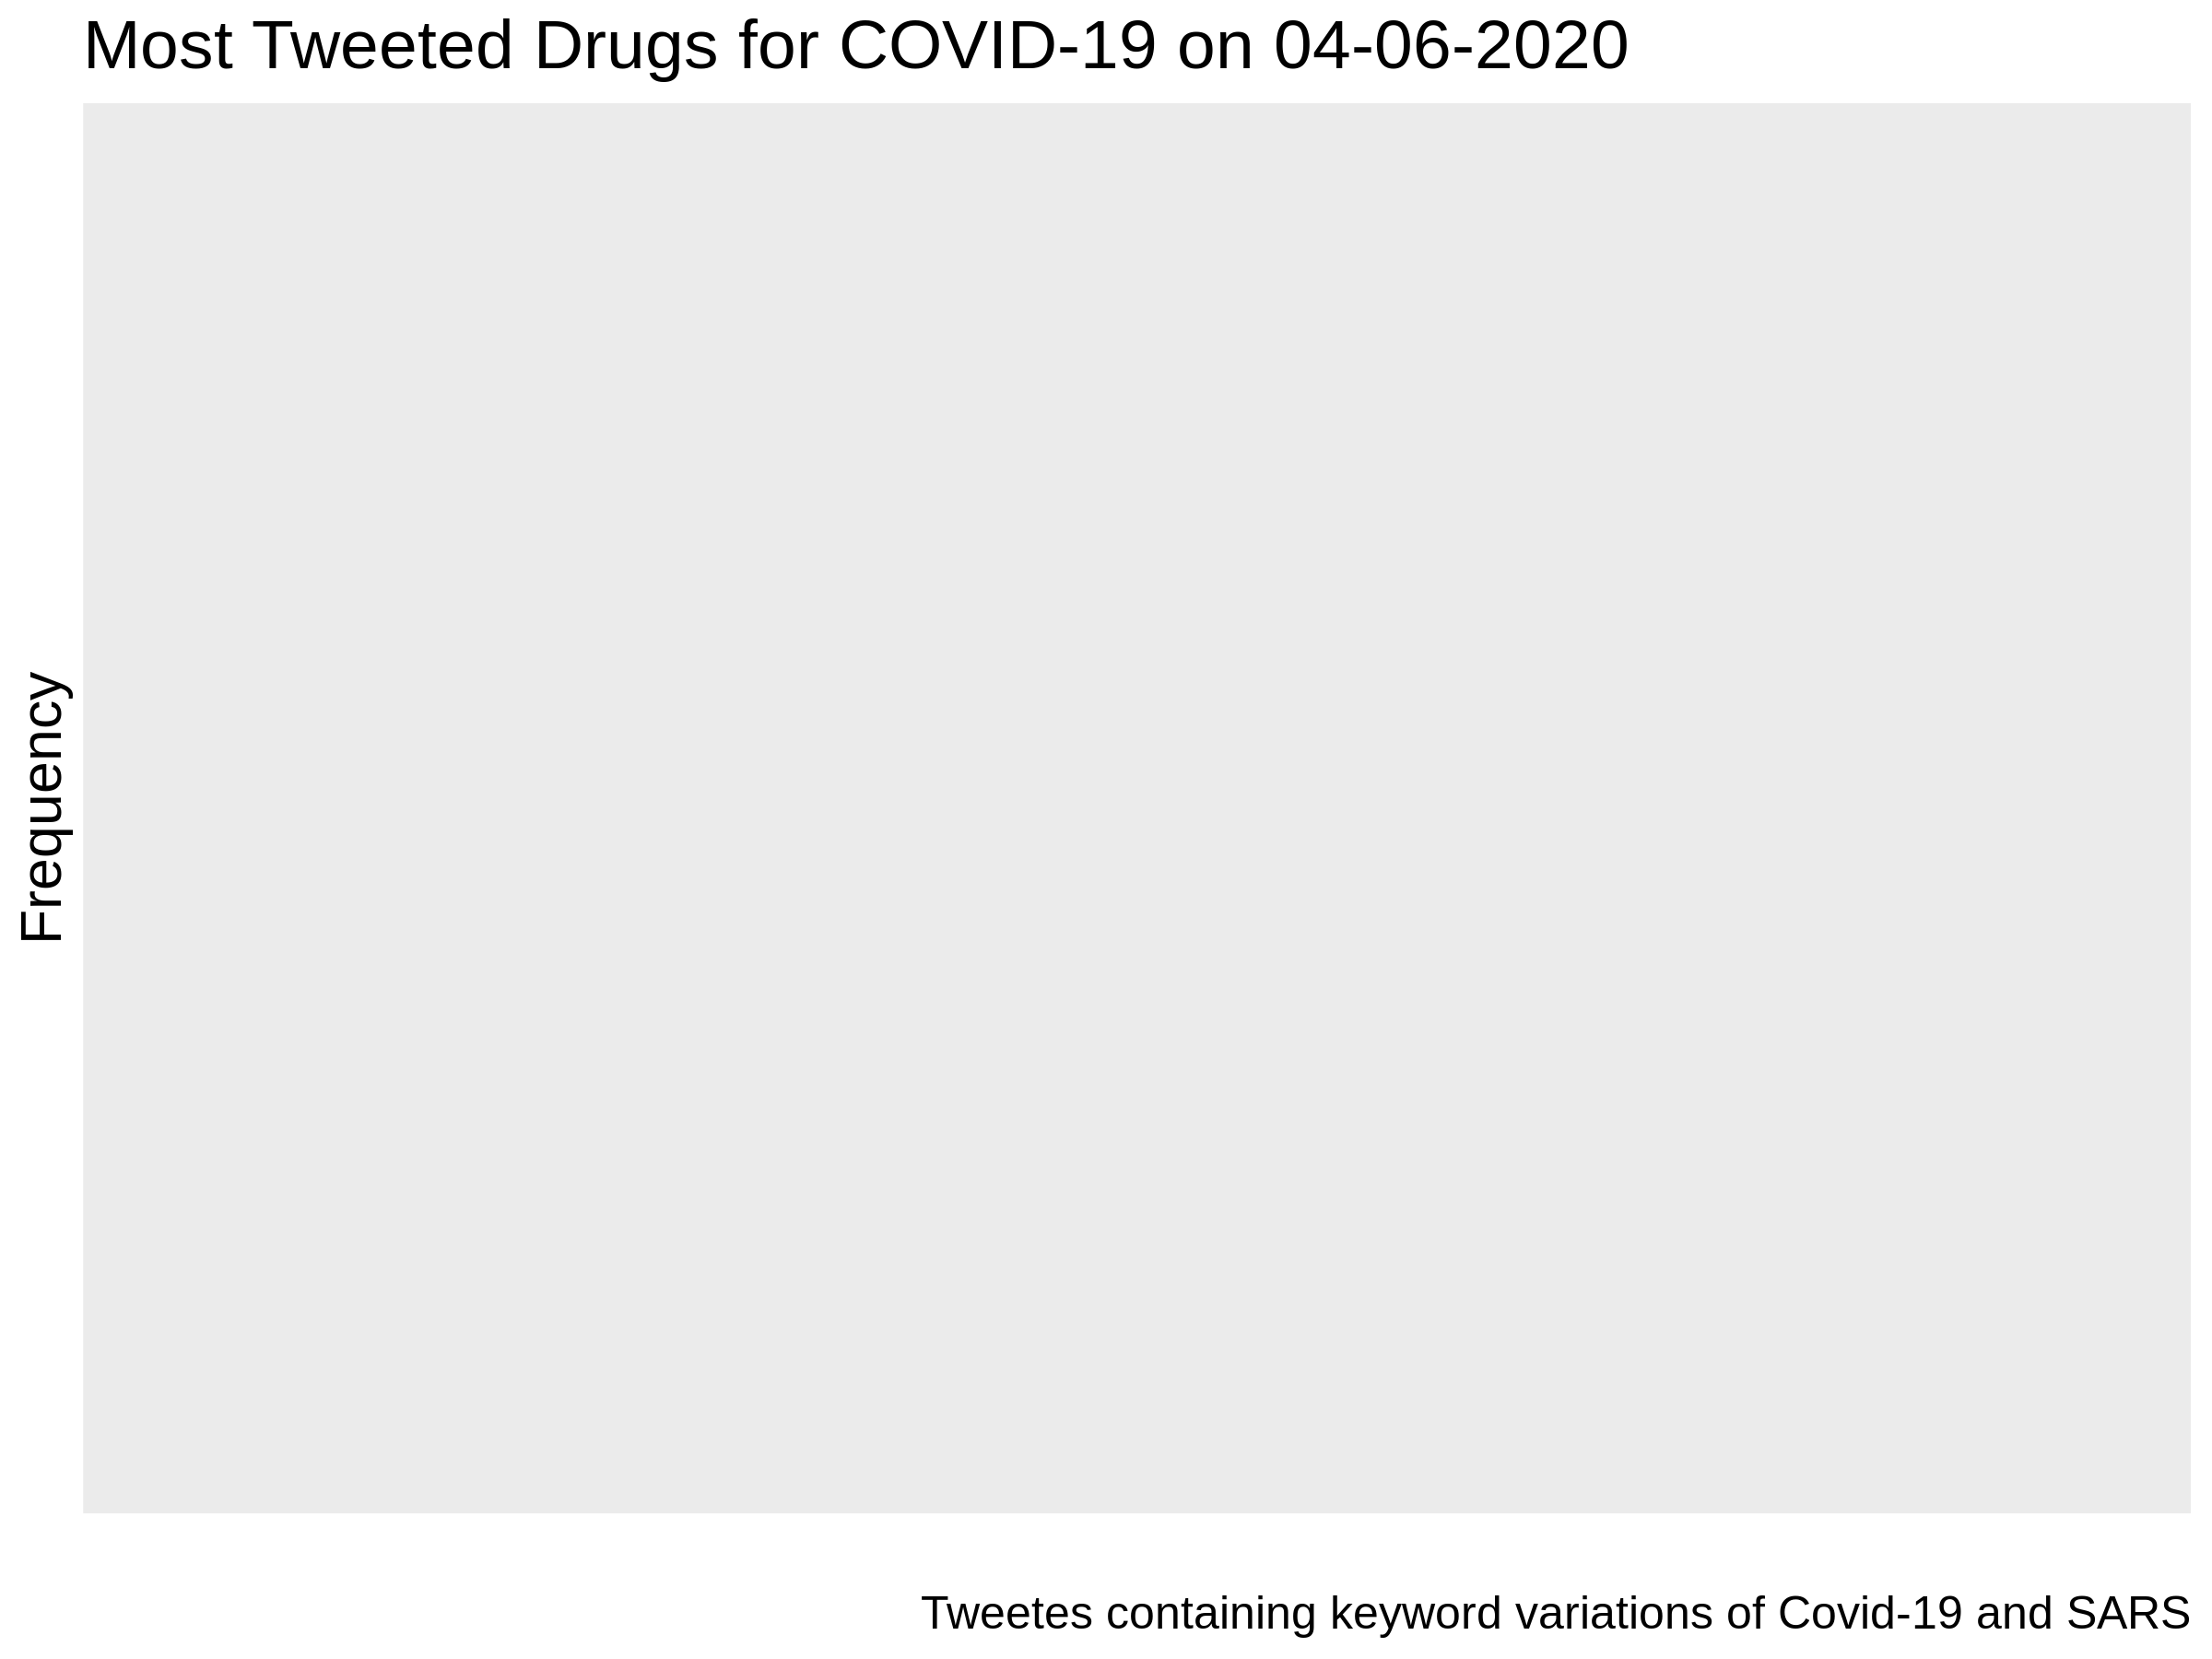 Most Tweeted Drugs for COVID-19 on 04-06-2020
Frequency
Tweetes containing keyword variations of Covid-19 and SARS